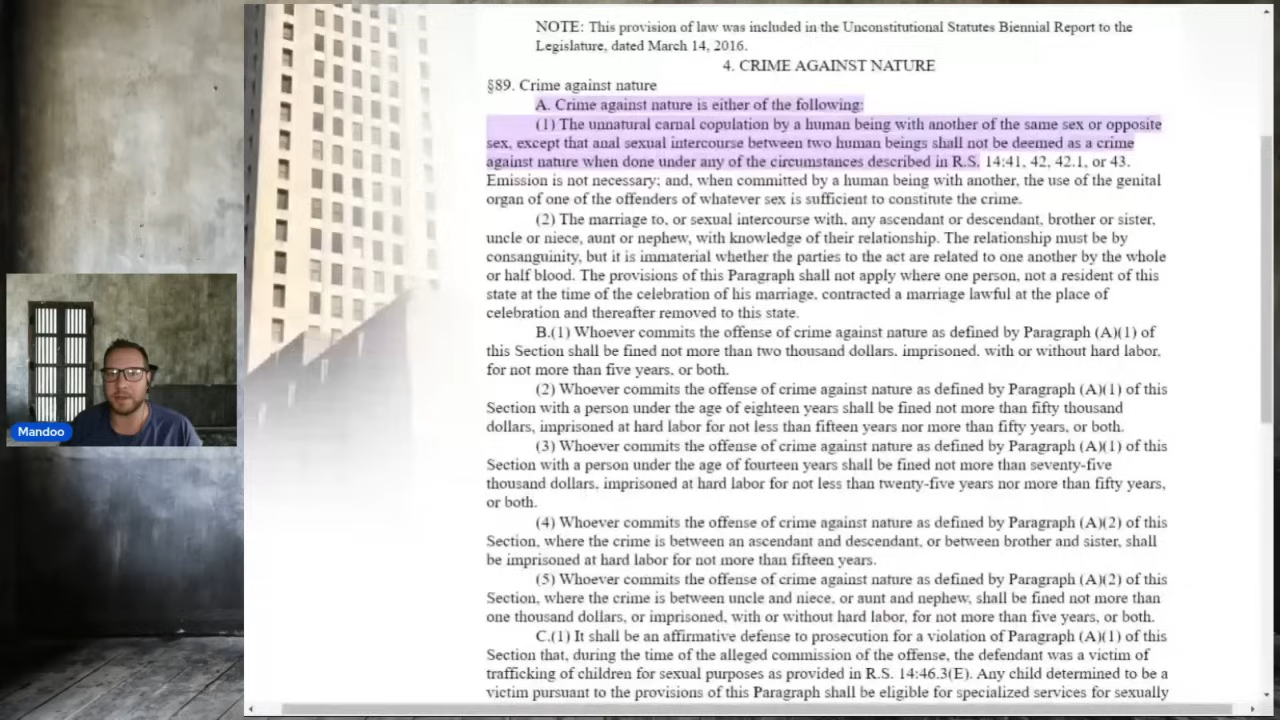 NOTE: This provision of law was included in the Unconstitutional Statutes Biennial Report to the
Legislature, dated March 14, 2016.
4. CRIME AGAINST NATURE
§89. Crime against nature
A. Crime against nature is either of the following:
(1) The unnatural carnal copulation by a human being with another of the same sex or opposite
sex, except that anal sexual intercourse between two human beings shall not be deemed as a crime
against nature when done under any of the circumstances described in R.S. 14:41, 42, 42.1, or 43.
Emission is not necessary; and, when committed by a human being with another, the use of the genital
organ of one of the offenders of whatever sex is sufficient to constitute the crime.
(2) The marriage to, or sexual intercourse with, any ascendant or descendant, brother or sister,
uncle or niece, aunt or nephew, with knowledge of their relationship. The relationship must be by
consanguinity, but it is immaterial whether the parties to the act are related to one another by the whole
or half blood. The provisions of this Paragraph shall not apply where one person, not a resident of this
state at the time of the celebration of his marriage, contracted a marriage lawful at the place of
celebration and thereafter removed to this state.
B.(1) Whoever commits the offense of crime against nature as defined by Paragraph (A)(1) of
this Section shall be fined not more than two thousand dollars, imprisoned, with or without hard labor,
for not more than five years, or both.
(2) Whoever commits the offense of crime against nature as defined by Paragraph (A)(1) of this
Section with a person under the age of eighteen years shall be fined not more than fifty thousand
dollars, imprisoned at hard labor for not less than fifteen years nor more than fifty years, or both.
(3) Whoever commits the offense of crime against nature as defined by Paragraph (A)(1) of this
Section with a person under the age of fourteen years shall be fined not more than seventy-five
thousand dollars, imprisoned at hard labor for not less than twenty-five years nor more than fifty years,
or both.
(4) Whoever commits the offense of crime against nature as defined by Paragraph (A)(2) of this
Section, where the crime is between an ascendant and descendant, or between brother and sister, shall
be imprisoned at hard labor for not more than fifteen years.
(5) Whoever commits the offense of crime against nature as defined by Paragraph (A)(2) of this
Section, where the crime is between uncle and niece, or aunt and nephew, shall be fined not more than
one thousand dollars, or imprisoned, with or without hard labor, for not more than five years, or both.
C.(1) It shall be an affirmative defense to prosecution for a violation of Paragraph (A)(1) of this
Section that, during the time of the alleged commission of the offense, the defendant was a victim of
trafficking of children for sexual purposes as provided in R.S. 14:46.3(E). Any child determined to be a
victim pursuant to the provisions of this Paragraph shall be eligible for specialized services for sexually
Mandoo